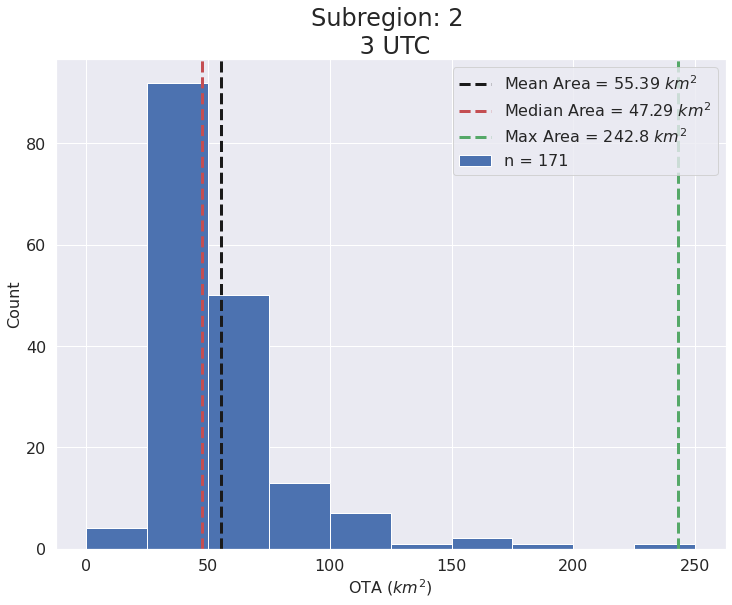 Subregion: 2
3 UTC
Mean Area = 55.39 km²
Median Area = 47.29 km²
Max Area = 242.8 km²
n = 171
Count
80
60
40
20
0
0 50 100 150 200 250
OTA (km²)